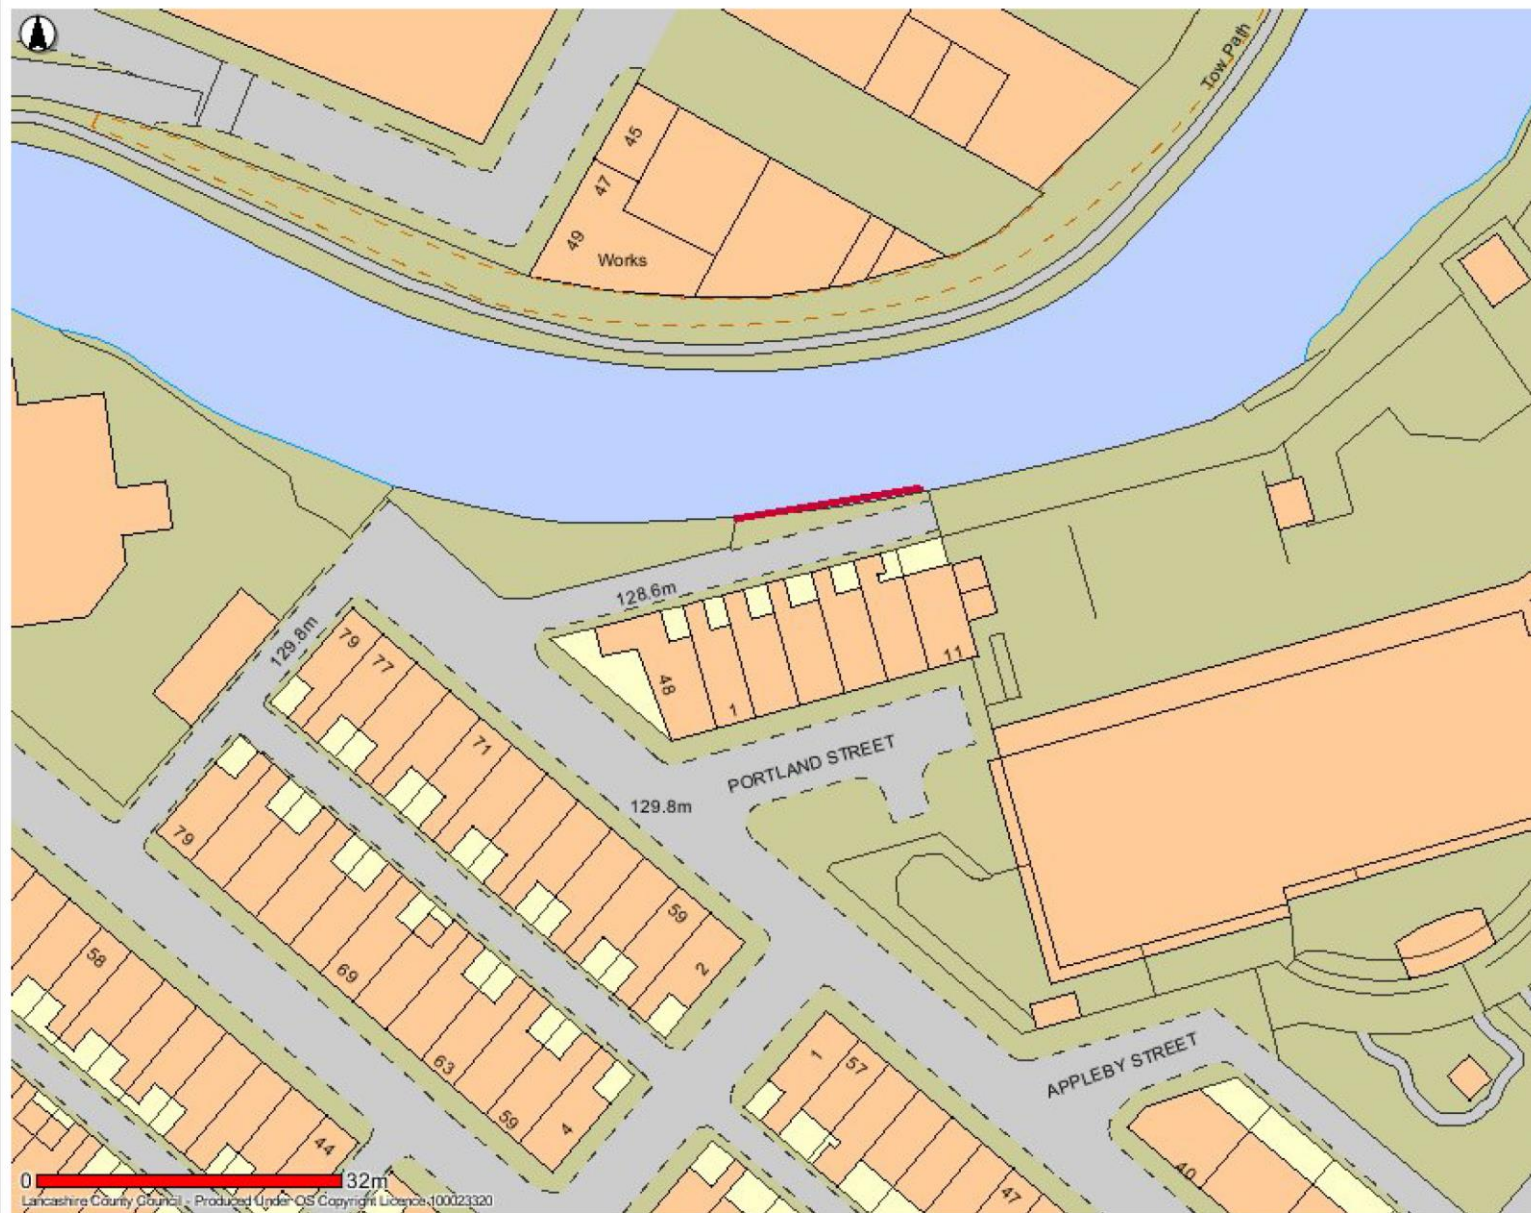 Tow Path
45
47
49
Works
128.6m
129.8m
79
77
48
1
11
71
PORTLAND STREET
129.8m
79
59
2
58
69
63
59
4
44
1
57
APPLEBY STREET
40
47
0 32m
Lancashire County Council - Produced Under OS Copyright Licence 100023320